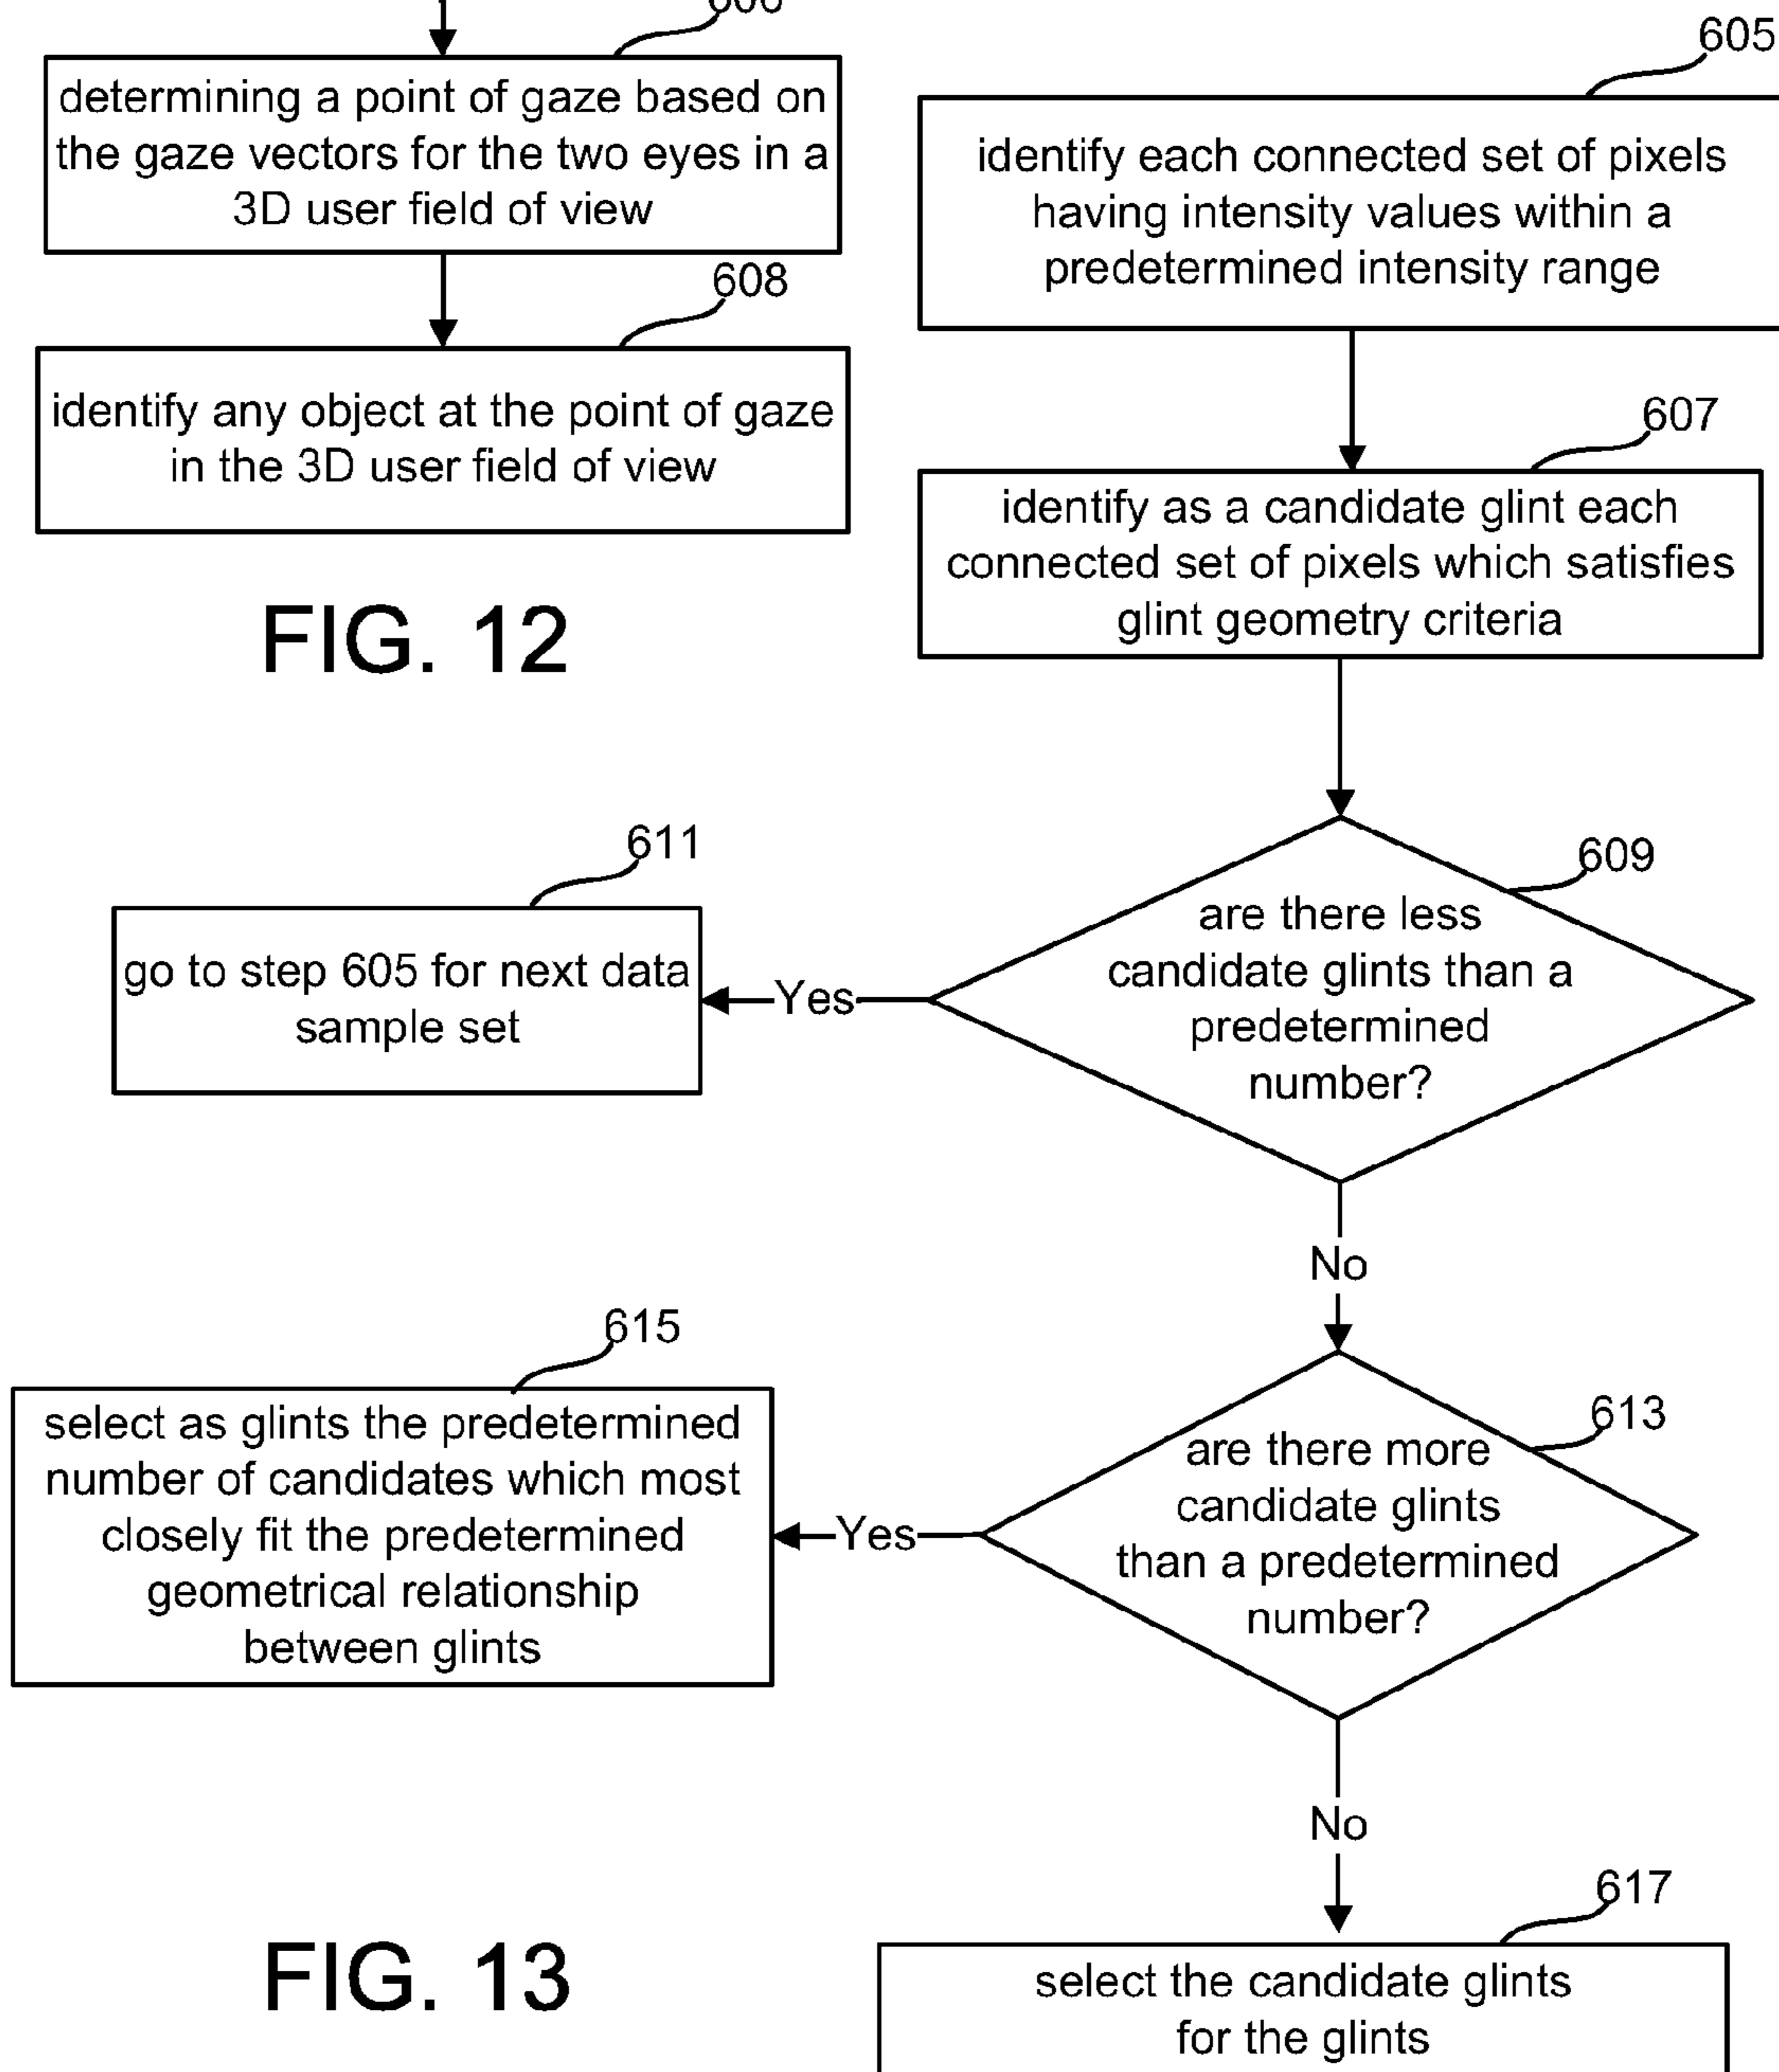 determining a point of gaze based on
the gaze vectors for the two eyes in a
3D user field of view
608
identify any object at the point of gaze
in the 3D user field of view
FIG. 12
605
identify each connected set of pixels
having intensity values within a
predetermined intensity range
607
identify as a candidate glint each
connected set of pixels which satisfies
glint geometry criteria
609
are there less
candidate glints than a
predetermined
number?
Yes
611
go to step 605 for next data
sample set
No
613
are there more
candidate glints
than a predetermined
number?
Yes
615
select as glints the predetermined
number of candidates which most
closely fit the predetermined
geometrical relationship
between glints
No
617
select the candidate glints
for the glints
FIG. 13